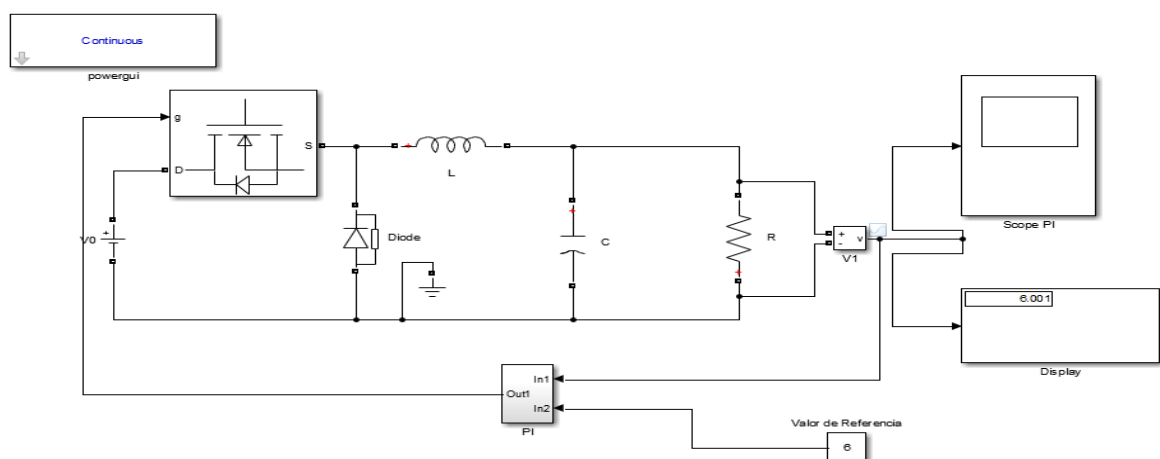 Continuous
powergui
g
D
S
V0
+
L
Diode
C
R
+
-
v
V1
Scope PI
6.001
Display
In1
Out1
In2
PI
Valor de Referencia
6